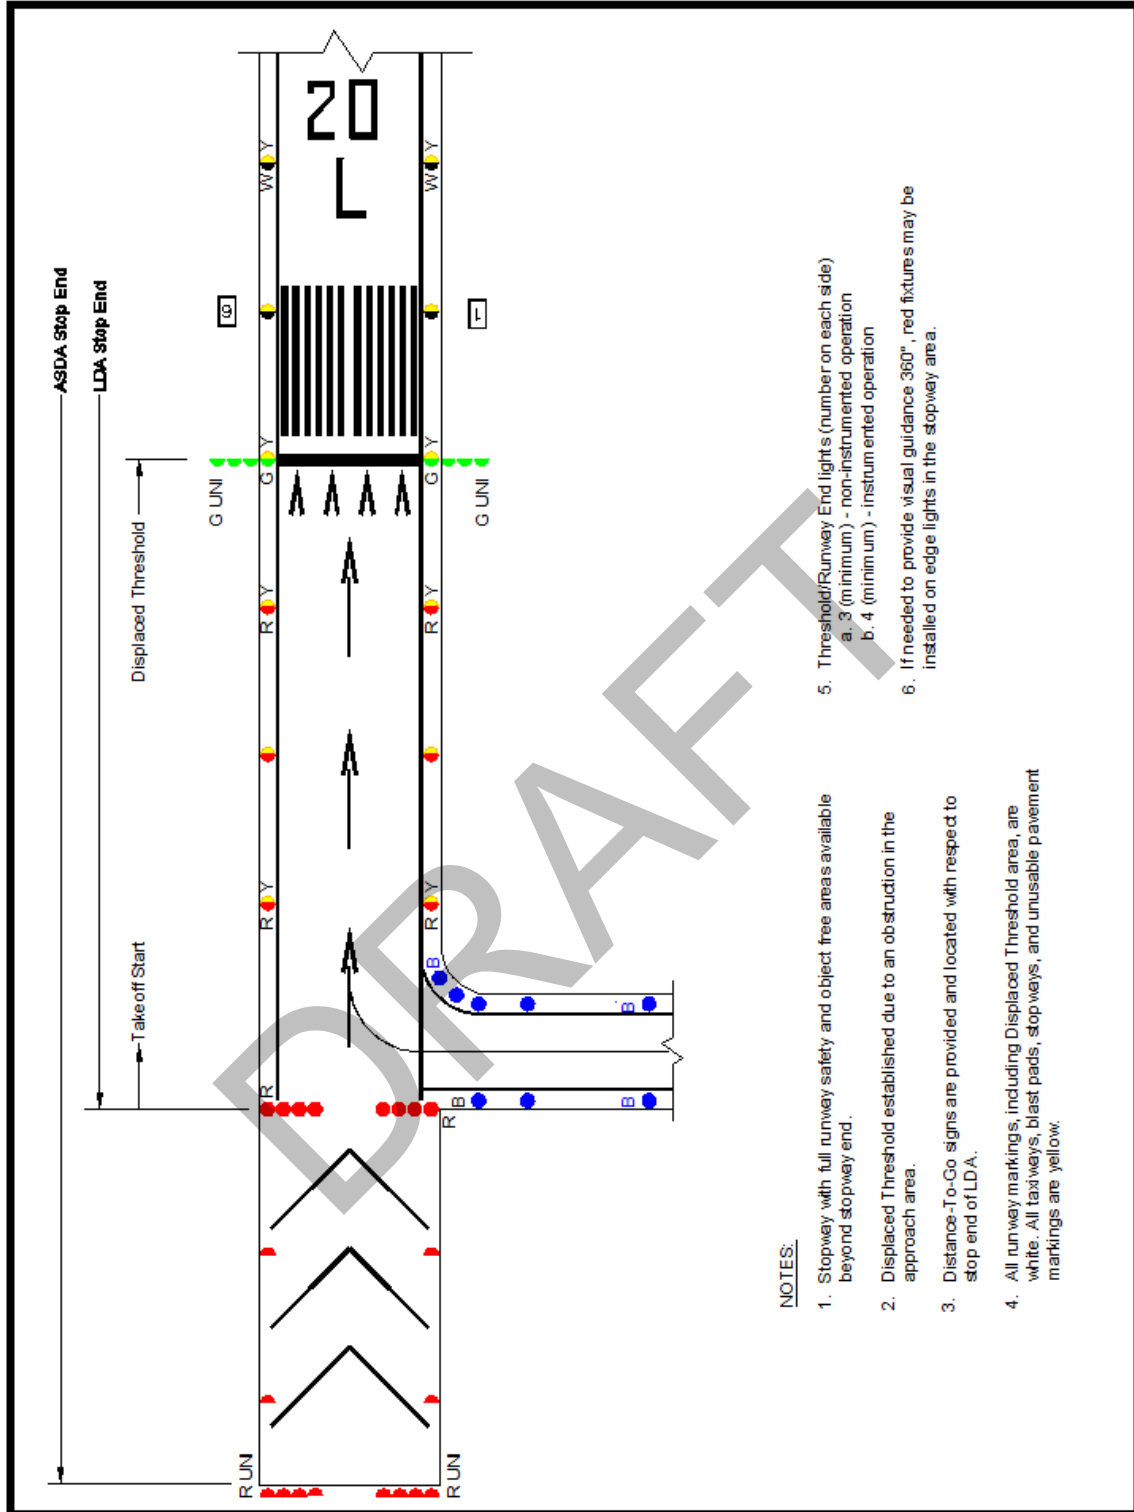 ASDA Stop End
LDA Stop End
Displaced Threshold
Takeoff Start
R UNI
R UNI
R
R
B
B
B
B
R Y
R Y
R Y
R Y
G UNI
G UNI
G Y
G Y
W Y
W Y
20
L
DRAFT
NOTES:
1. Stopway with full runway safety and object free areas available
beyond stopway end.
2. Displaced Threshold established due to an obstruction in the
approach area.
3. Distance-To-Go signs are provided and located with respect to
stop end of LDA.
4. All runway markings, including Displaced Threshold area, are
white. All taxiways, blast pads, stopways, and unusable pavement
markings are yellow.
5. Threshold/Runway End lights (number on each side)
a. 3 (minimum) - non-instrumented operation
b. 4 (minimum) - instrumented operation
6. If needed to provide visual guidance 360°, red fixtures may be
installed on edge lights in the stopway area.